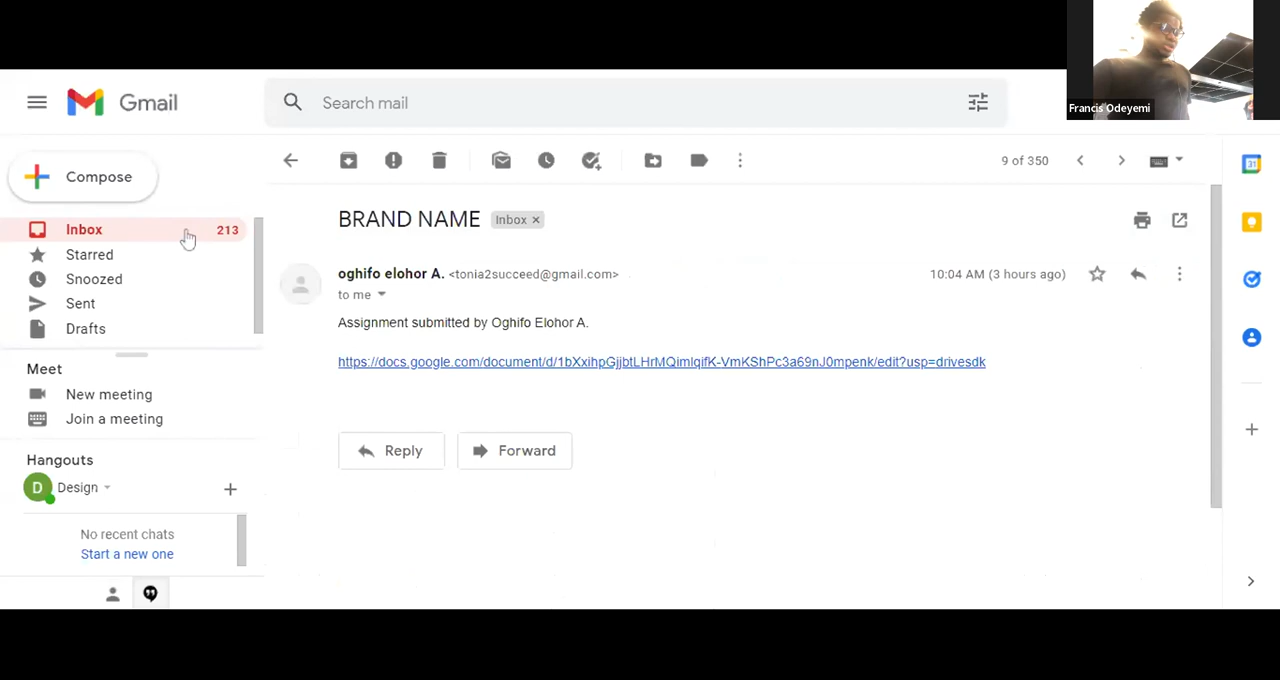 Francis Odeyemi
Gmail
Search mail
Compose
9 of 350
31
Inbox 213
Starred
Snoozed
Sent
Drafts
Meet
New meeting
Join a meeting
Hangouts
D Design
No recent chats
Start a new one
BRAND NAME Inbox x
oghifo elohor A. <tonia2succeed@gmail.com>
10:04 AM (3 hours ago)
to me
Assignment submitted by Oghifo Elohor A.
https://docs.google.com/document/d/1bXxihpGjjbtLHrMQimlqifK-VmKShPc3a69nJ0mpenk/edit?usp=drivesdk
Reply
Forward